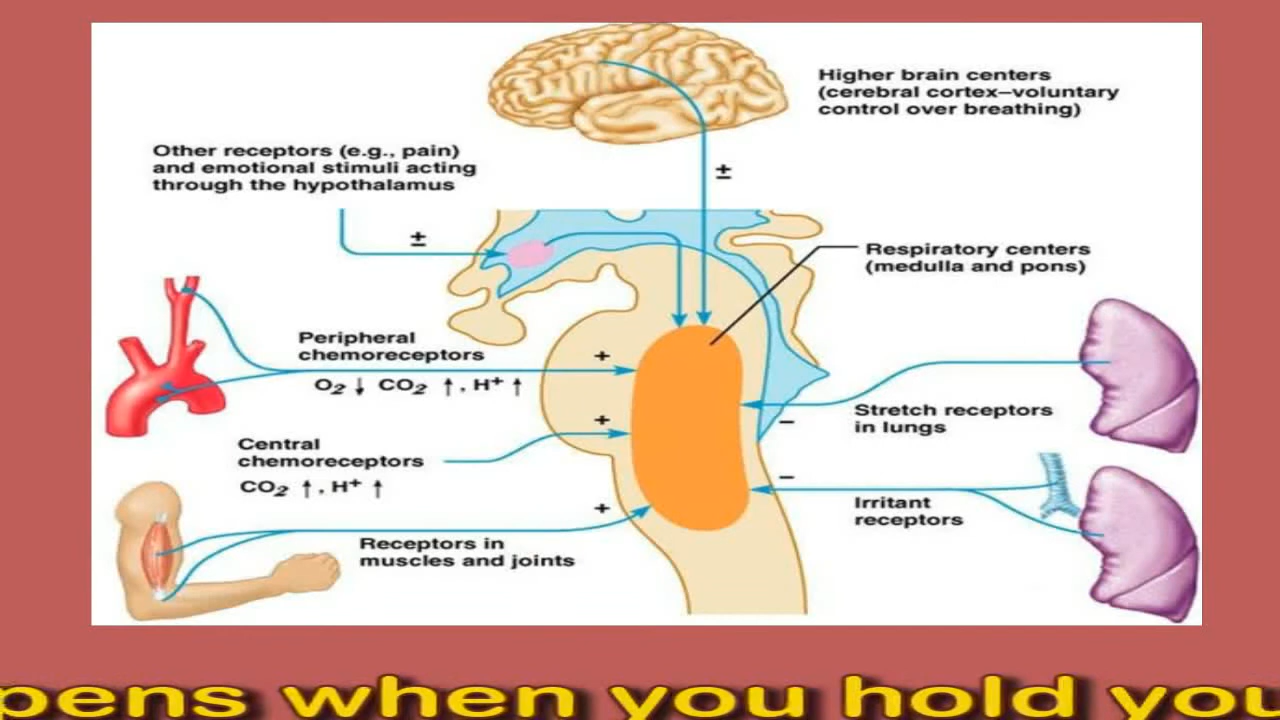 Higher brain centers
(cerebral cortex–voluntary
control over breathing)
Other receptors (e.g., pain)
and emotional stimuli acting
through the hypothalamus
±
±
Respiratory centers
(medulla and pons)
Peripheral
chemoreceptors
+
O₂ ↓ CO₂ ↑, H⁺ ↑
Stretch receptors
in lungs
−
+
Central
chemoreceptors
CO₂ ↑, H⁺ ↑
−
Irritant
receptors
+
Receptors in
muscles and joints
pens when you hold you